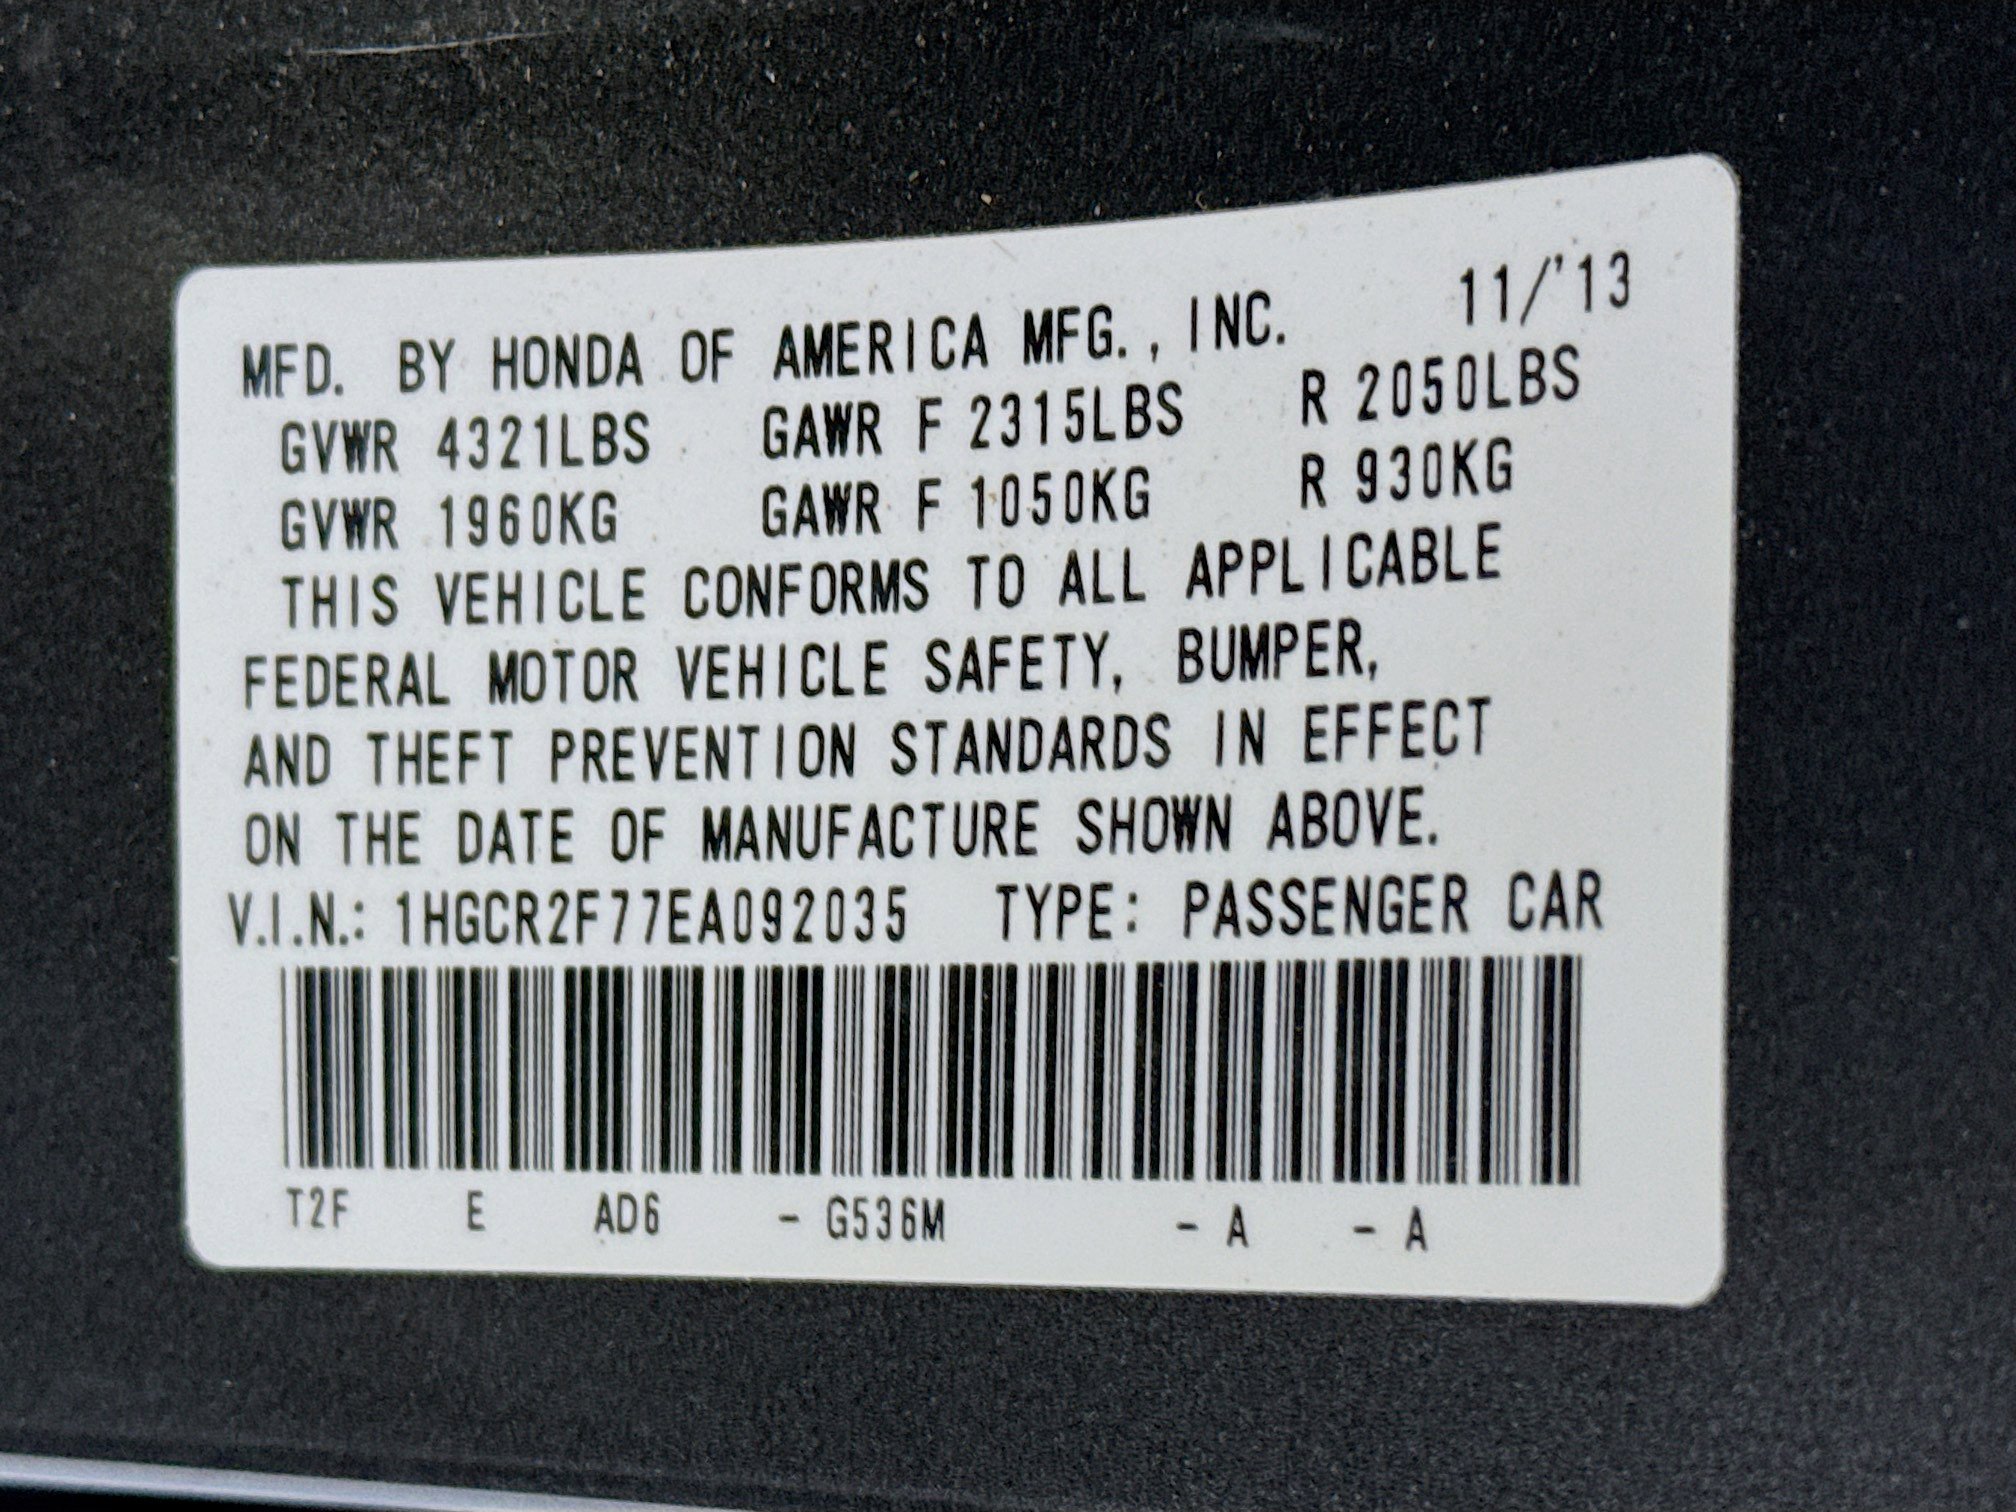 MFD. BY HONDA OF AMERICA MFG., INC. 11/'13
GVWR 4321LBS GAWR F 2315LBS R 2050LBS
GVWR 1960KG GAWR F 1050KG R 930KG
THIS VEHICLE CONFORMS TO ALL APPLICABLE
FEDERAL MOTOR VEHICLE SAFETY, BUMPER,
AND THEFT PREVENTION STANDARDS IN EFFECT
ON THE DATE OF MANUFACTURE SHOWN ABOVE.
V.I.N.: 1HGCR2F77EA092035 TYPE: PASSENGER CAR
T2F E AD6 - G536M - A - A